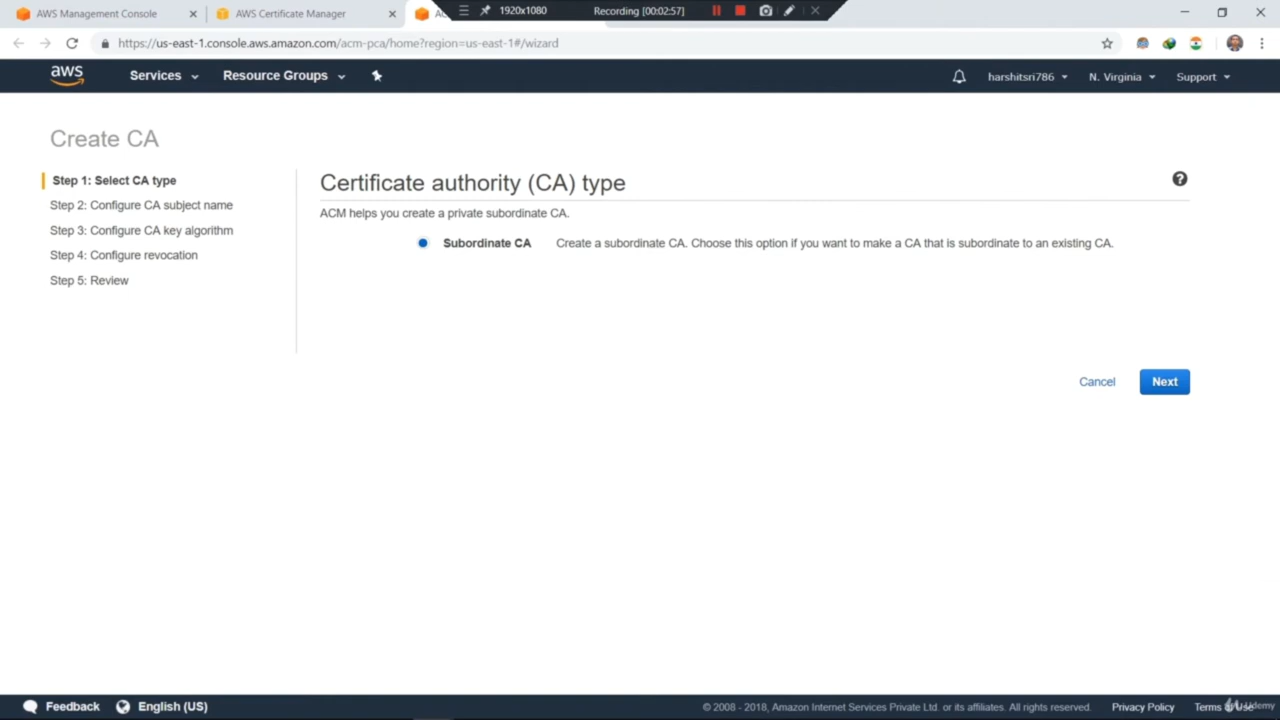 AWS Management Console
AWS Certificate Manager
1920x1080
Recording [00:02:57]
https://us-east-1.console.aws.amazon.com/acm-pca/home?region=us-east-1#/wizard
aws
Services
Resource Groups
harshitsri786
N. Virginia
Support
Create CA
Step 1: Select CA type
Step 2: Configure CA subject name
Step 3: Configure CA key algorithm
Step 4: Configure revocation
Step 5: Review
Certificate authority (CA) type
ACM helps you create a private subordinate CA.
Subordinate CA
Create a subordinate CA. Choose this option if you want to make a CA that is subordinate to an existing CA.
Cancel
Next
Feedback
English (US)
© 2008 - 2018, Amazon Internet Services Private Ltd. or its affiliates. All rights reserved.
Privacy Policy
Terms
Udemy